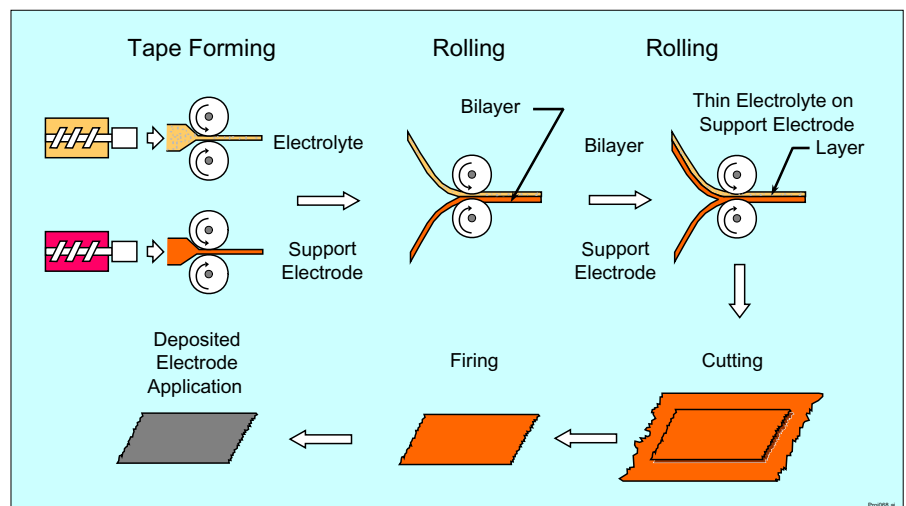 Tape Forming
Rolling
Rolling
Electrolyte
Support
Electrode
Bilayer
Bilayer
Support
Electrode
Thin Electrolyte on
Support Electrode
Layer
Deposited
Electrode
Application
Firing
Cutting